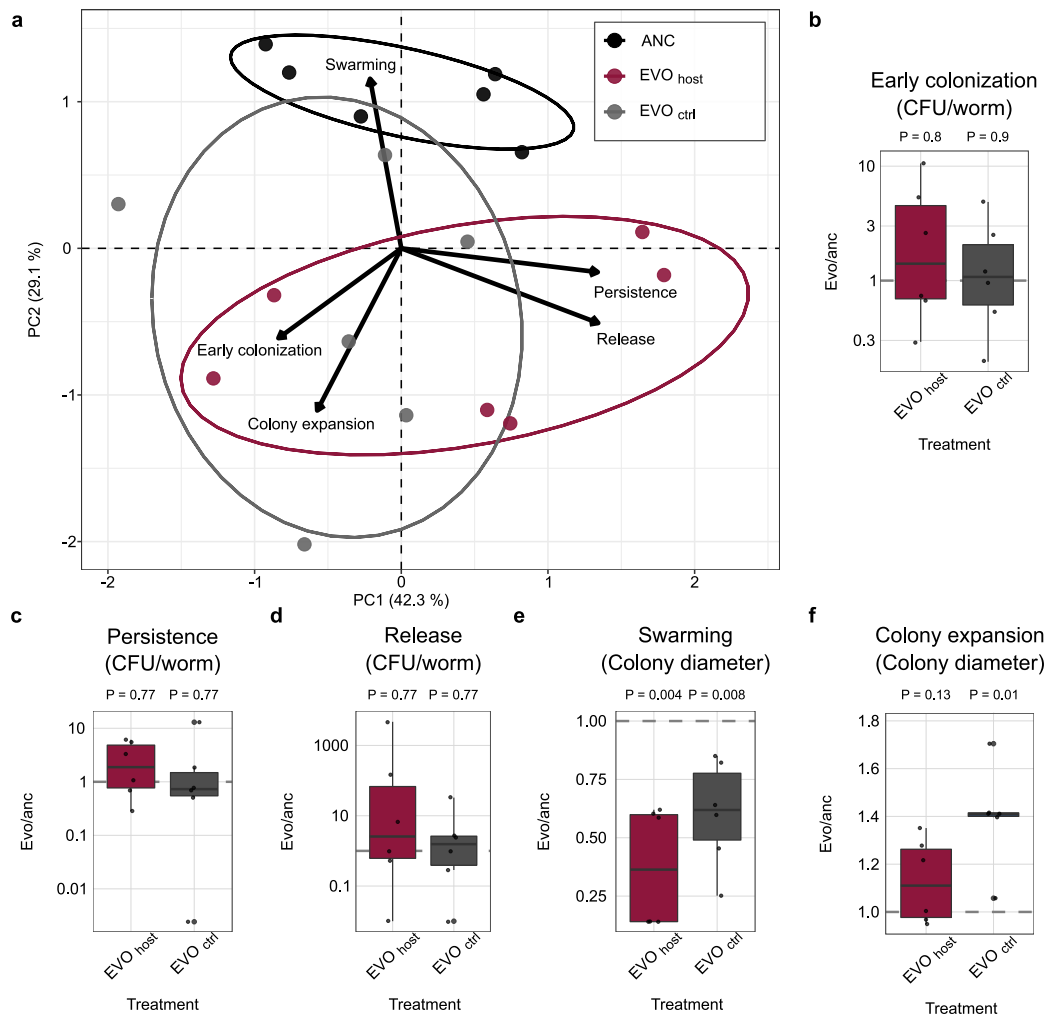 a
Swarming
ANC
EVO host
EVO ctrl
Persistence
Release
Early colonization
Colony expansion
1
0
-1
-2
PC2 (29.1 %)
-2
-1
0
1
2
PC1 (42.3 %)
b
Early colonization
(CFU/worm)
P = 0.8
P = 0.9
10
3
1
0.3
Evo/anc
EVO host
EVO ctrl
Treatment
c
Persistence
(CFU/worm)
P = 0.77
P = 0.77
10
1
0.1
0.01
Evo/anc
EVO host
EVO ctrl
Treatment
d
Release
(CFU/worm)
P = 0.77
P = 0.77
1000
10
0.1
Evo/anc
EVO host
EVO ctrl
Treatment
e
Swarming
(Colony diameter)
P = 0.004
P = 0.008
1.00
0.75
0.50
0.25
Evo/anc
EVO host
EVO ctrl
Treatment
f
Colony expansion
(Colony diameter)
P = 0.13
P = 0.01
1.8
1.6
1.4
1.2
1.0
Evo/anc
EVO host
EVO ctrl
Treatment